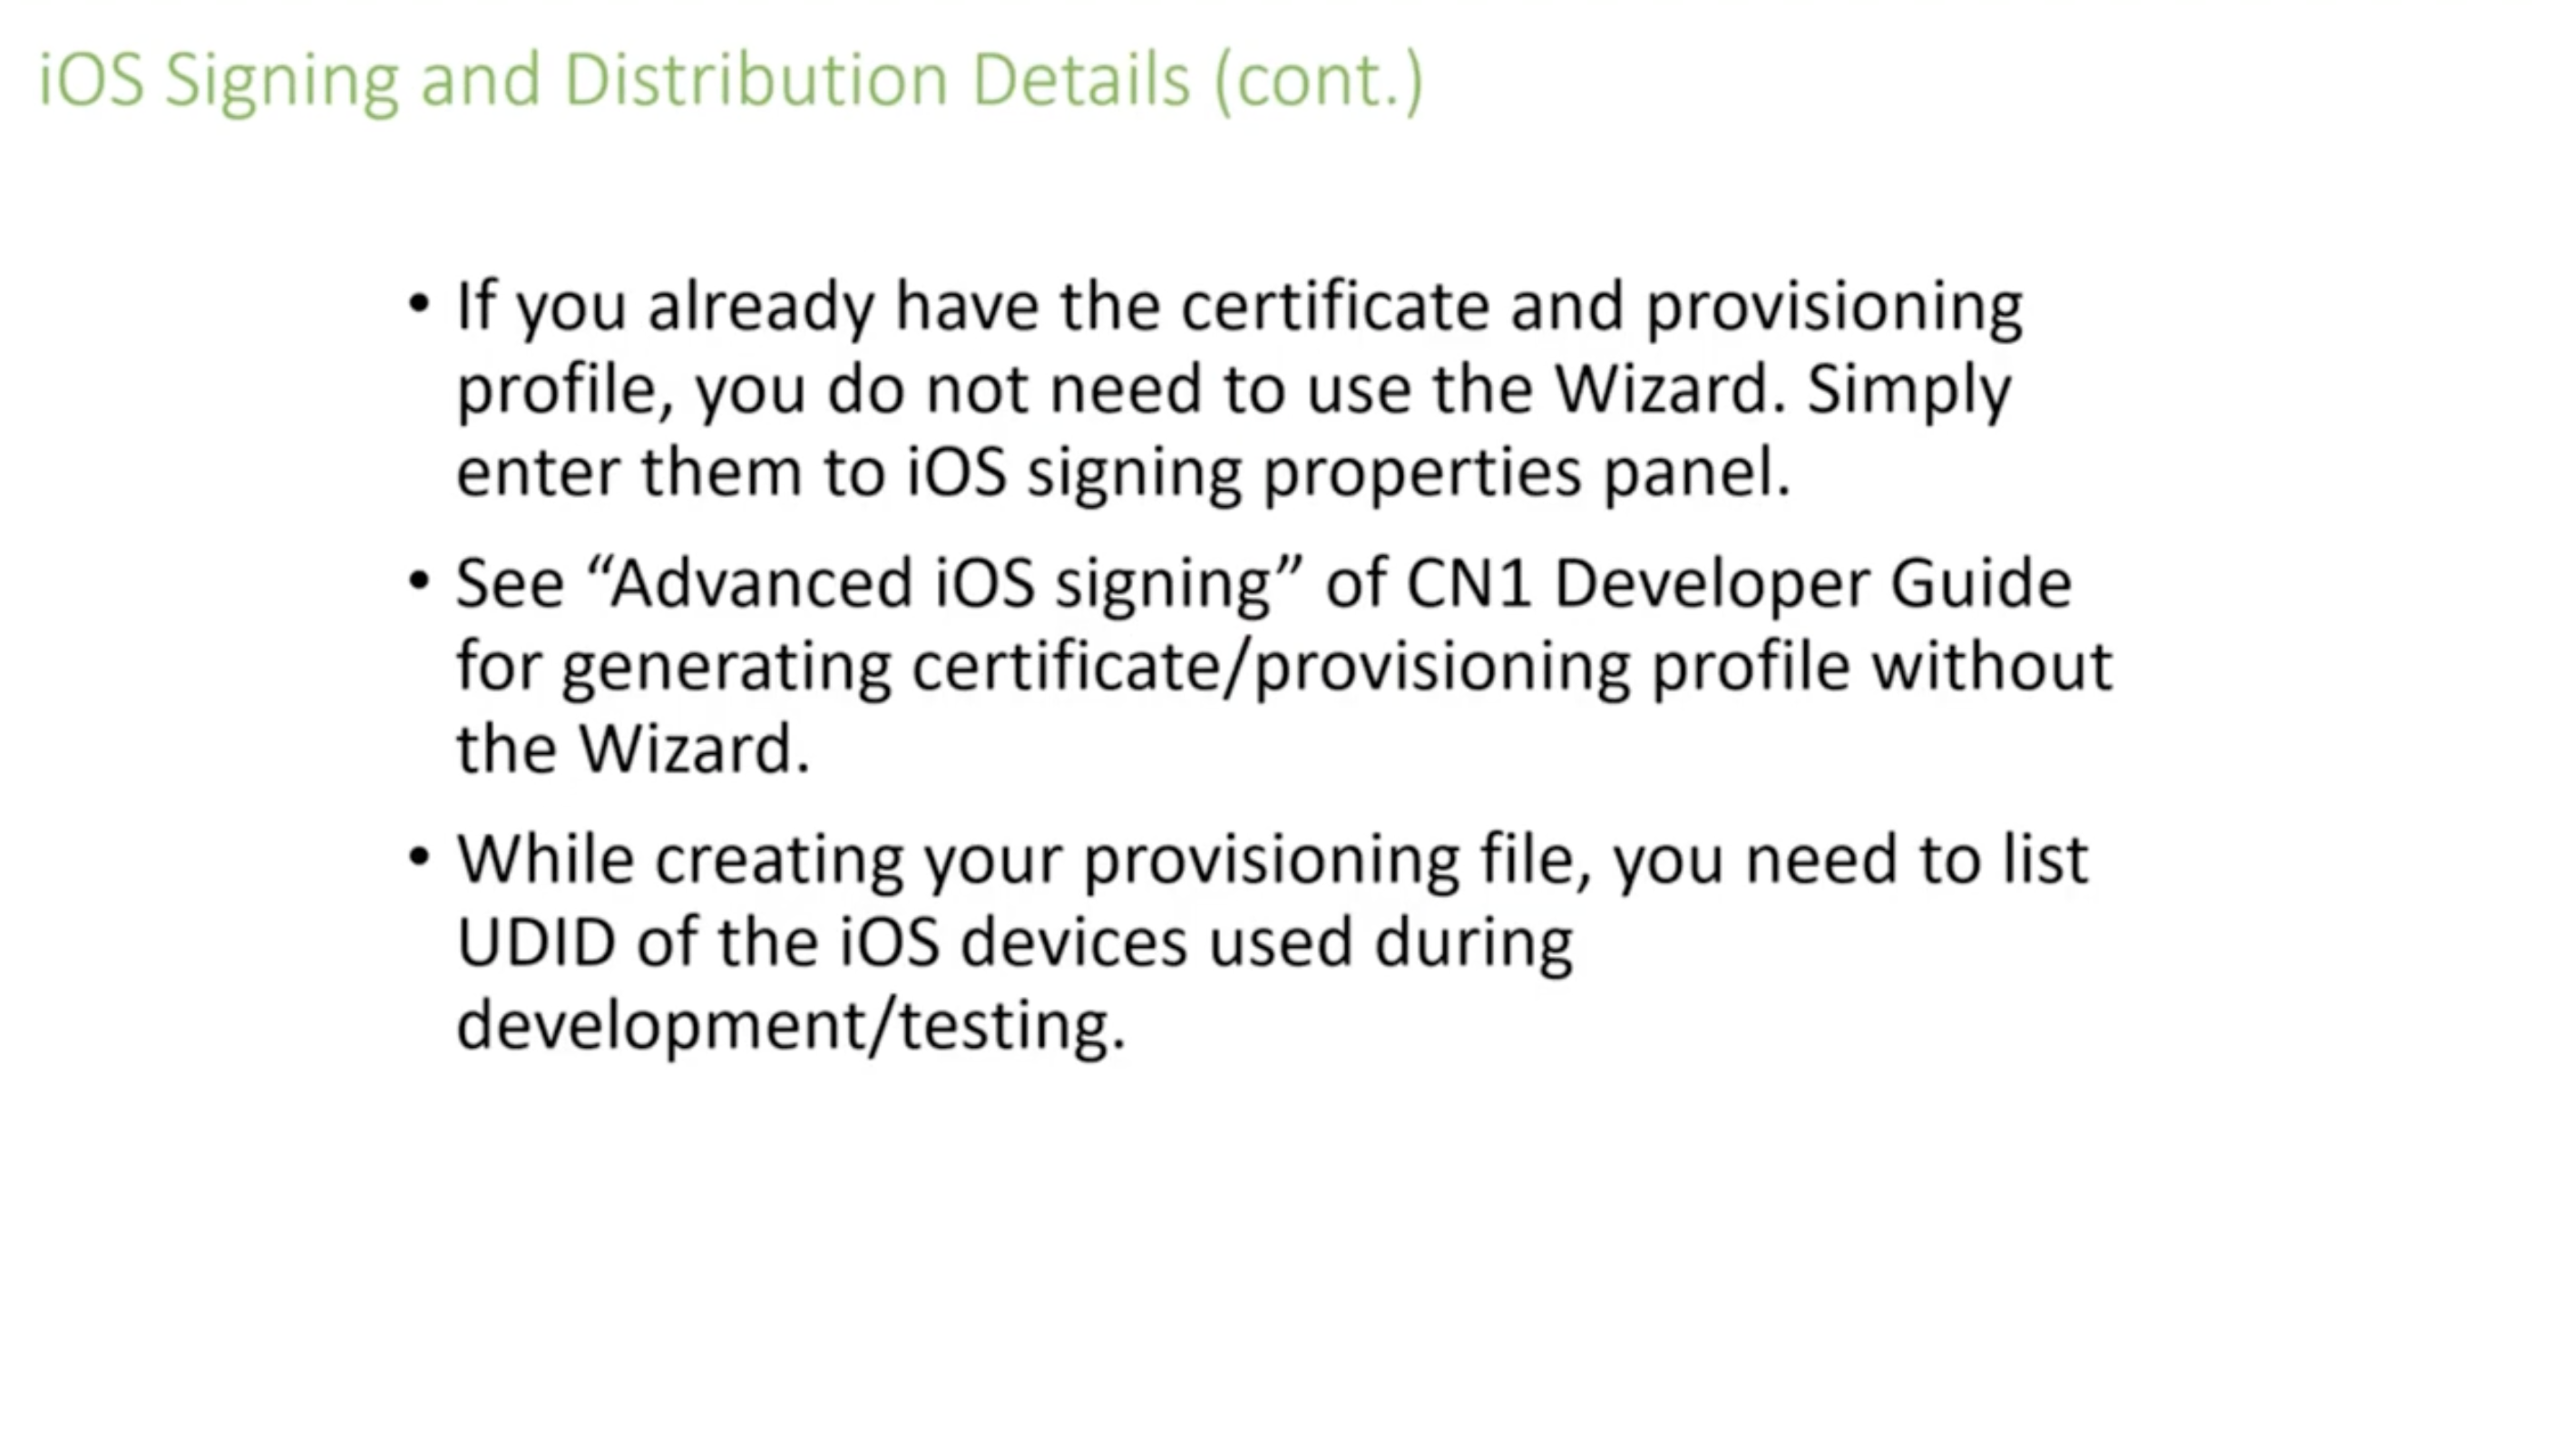 iOS Signing and Distribution Details (cont.)
• If you already have the certificate and provisioning
profile, you do not need to use the Wizard. Simply
enter them to iOS signing properties panel.
• See “Advanced iOS signing” of CN1 Developer Guide
for generating certificate/provisioning profile without
the Wizard.
• While creating your provisioning file, you need to list
UDID of the iOS devices used during
development/testing.